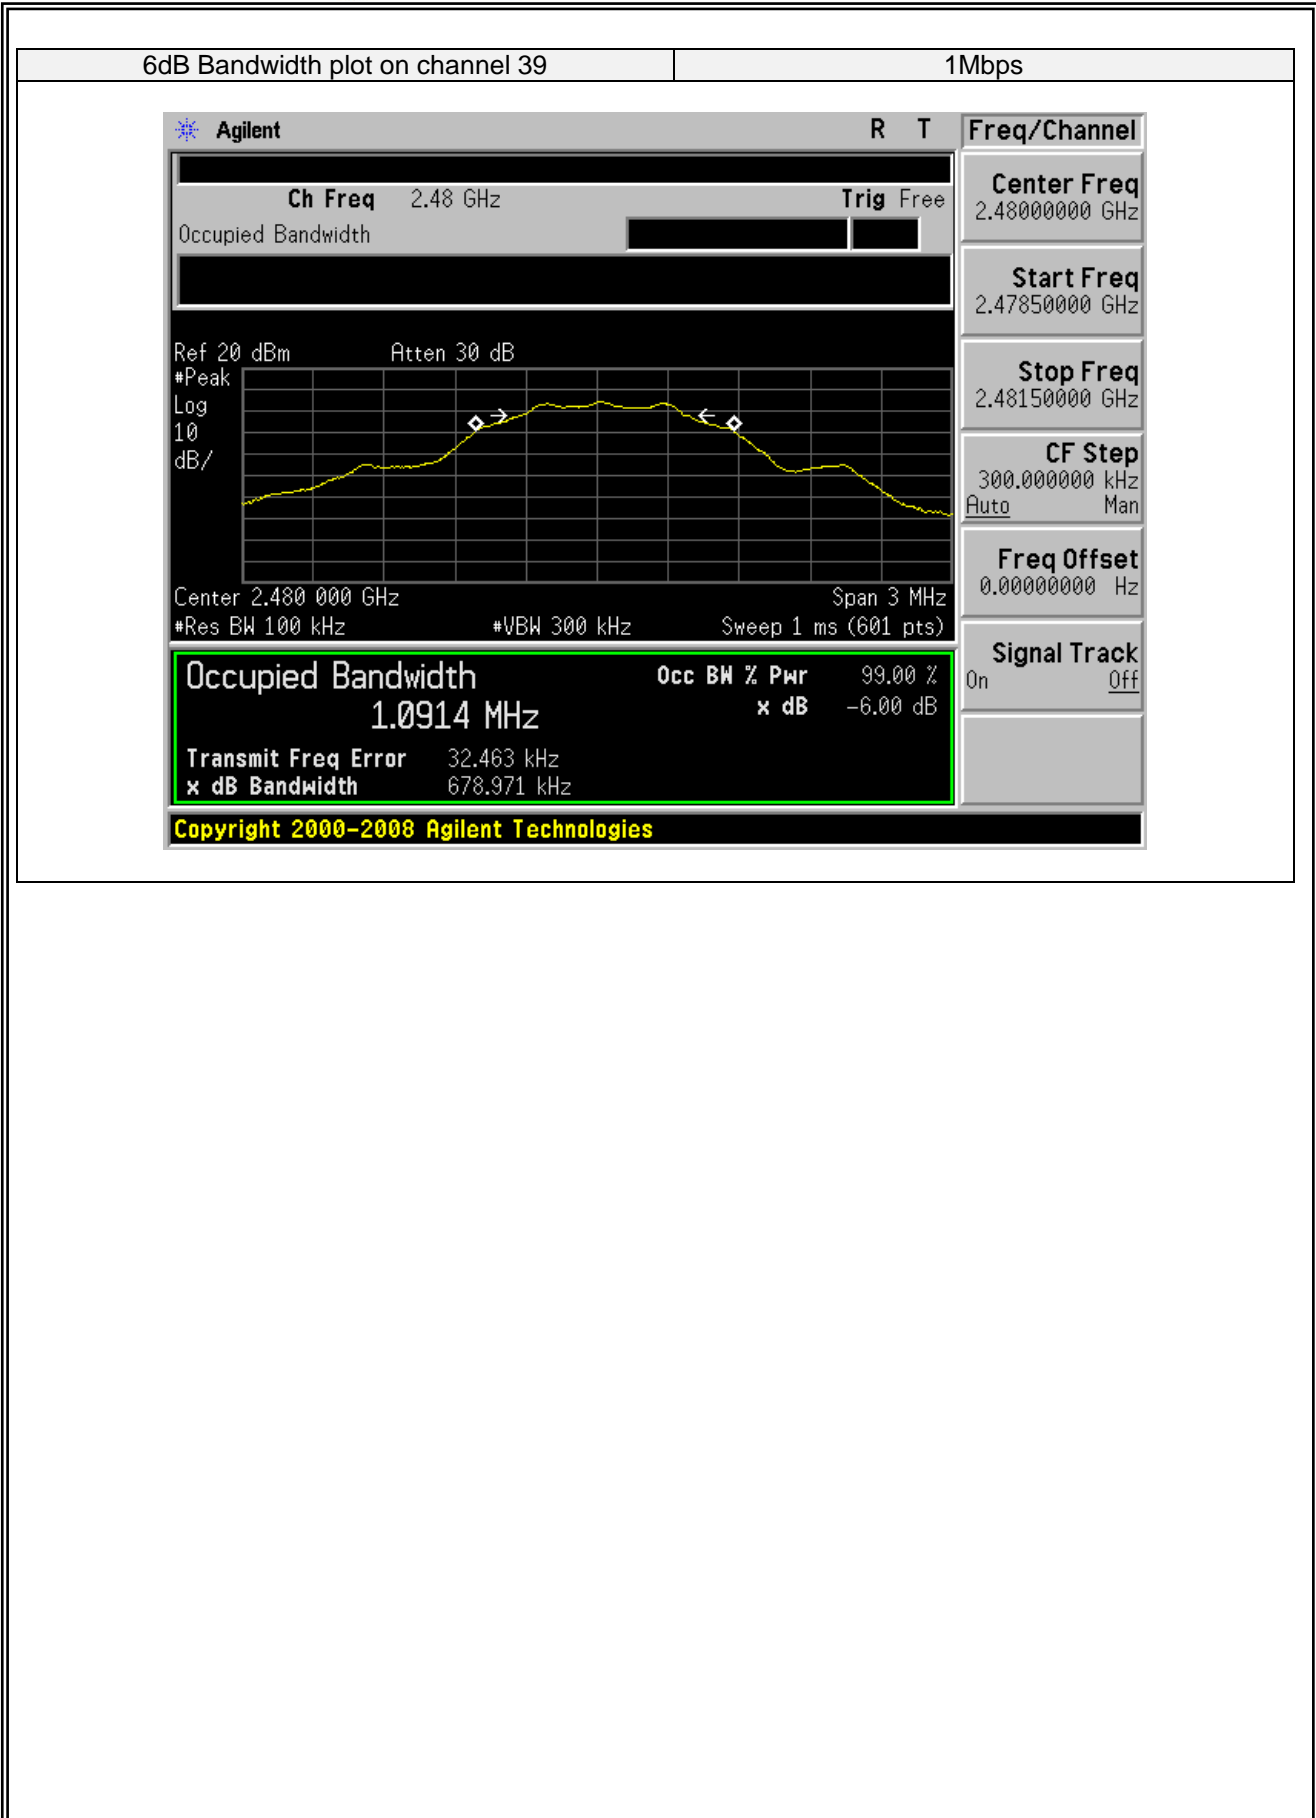 6dB Bandwidth plot on channel 39 1Mbps
Agilent R T Freq/Channel
Ch Freq 2.48 GHz Trig Free
Occupied Bandwidth
Center Freq
2.48000000 GHz
Start Freq
2.47850000 GHz
Stop Freq
2.48150000 GHz
CF Step
300.000000 kHz
Auto Man
Freq Offset
0.00000000 Hz
Signal Track
On Off
Ref 20 dBm Atten 30 dB
#Peak
Log
10
dB/
Center 2.480 000 GHz Span 3 MHz
#Res BW 100 kHz #VBW 300 kHz Sweep 1 ms (601 pts)
Occupied Bandwidth Occ BW % Pwr 99.00 %
1.0914 MHz x dB -6.00 dB
Transmit Freq Error 32.463 kHz
x dB Bandwidth 678.971 kHz
Copyright 2000-2008 Agilent Technologies